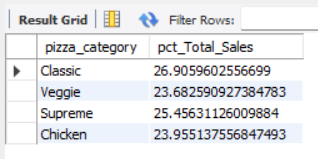 Result Grid Filter Rows:
pizza_category pct_Total_Sales
Classic 26.9059602556699
Veggie 23.682590927384783
Supreme 25.45631126009884
Chicken 23.955137556847493